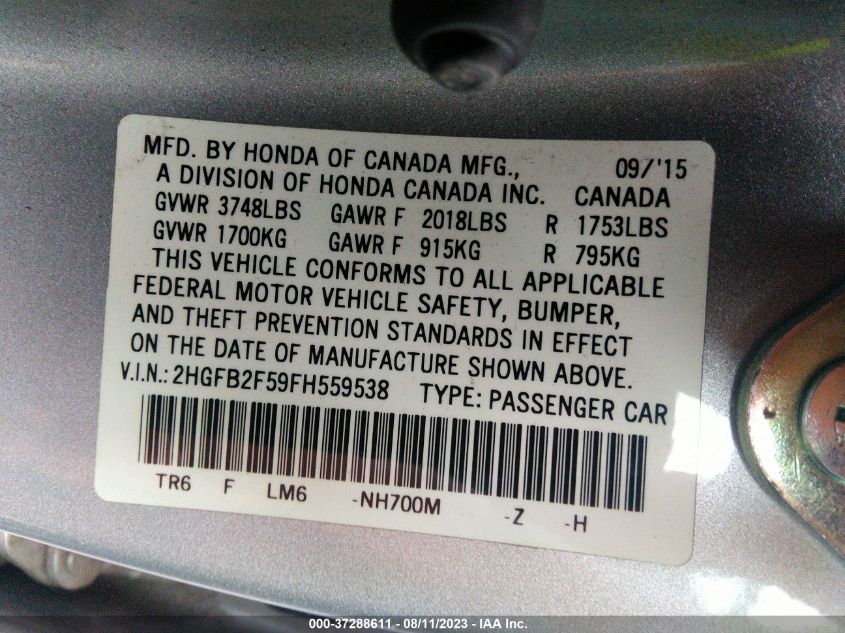 MFD. BY HONDA OF CANADA MFG., 09/'15
A DIVISION OF HONDA CANADA INC. CANADA
GVWR 3748LBS GAWR F 2018LBS R 1753LBS
GVWR 1700KG GAWR F 915KG R 795KG
THIS VEHICLE CONFORMS TO ALL APPLICABLE
FEDERAL MOTOR VEHICLE SAFETY, BUMPER,
AND THEFT PREVENTION STANDARDS IN EFFECT
ON THE DATE OF MANUFACTURE SHOWN ABOVE.
V.I.N.: 2HGFB2F59FH559538 TYPE: PASSENGER CAR
TR6 F LM6 -NH700M -Z -H
000-37288611 - 08/11/2023 - IAA Inc.